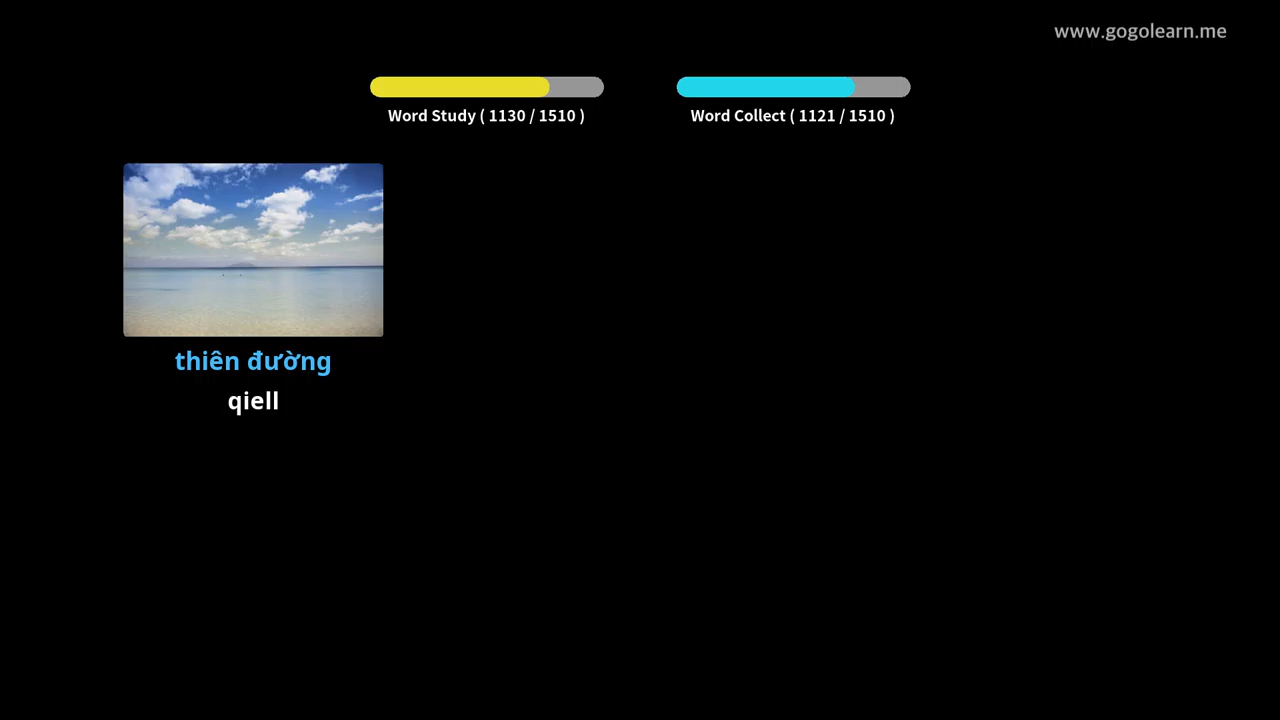 www.gogolearn.me
Word Study ( 1130 / 1510 )
Word Collect ( 1121 / 1510 )
thiên đường
qiell